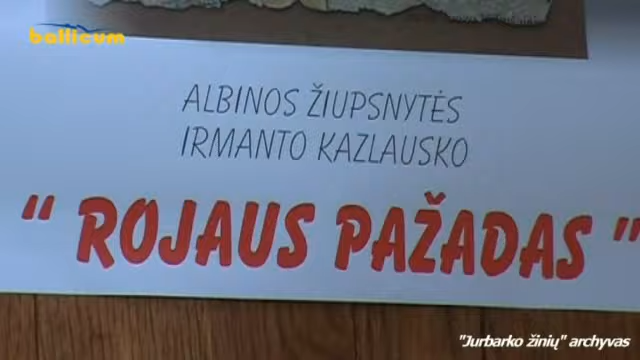 balticum
ALBINOS ŽIUPSNYTĖS
IRMANTO KAZLAUSKO
" ROJAUS PAŽADAS "
"Jurbarko žinių" archyvas